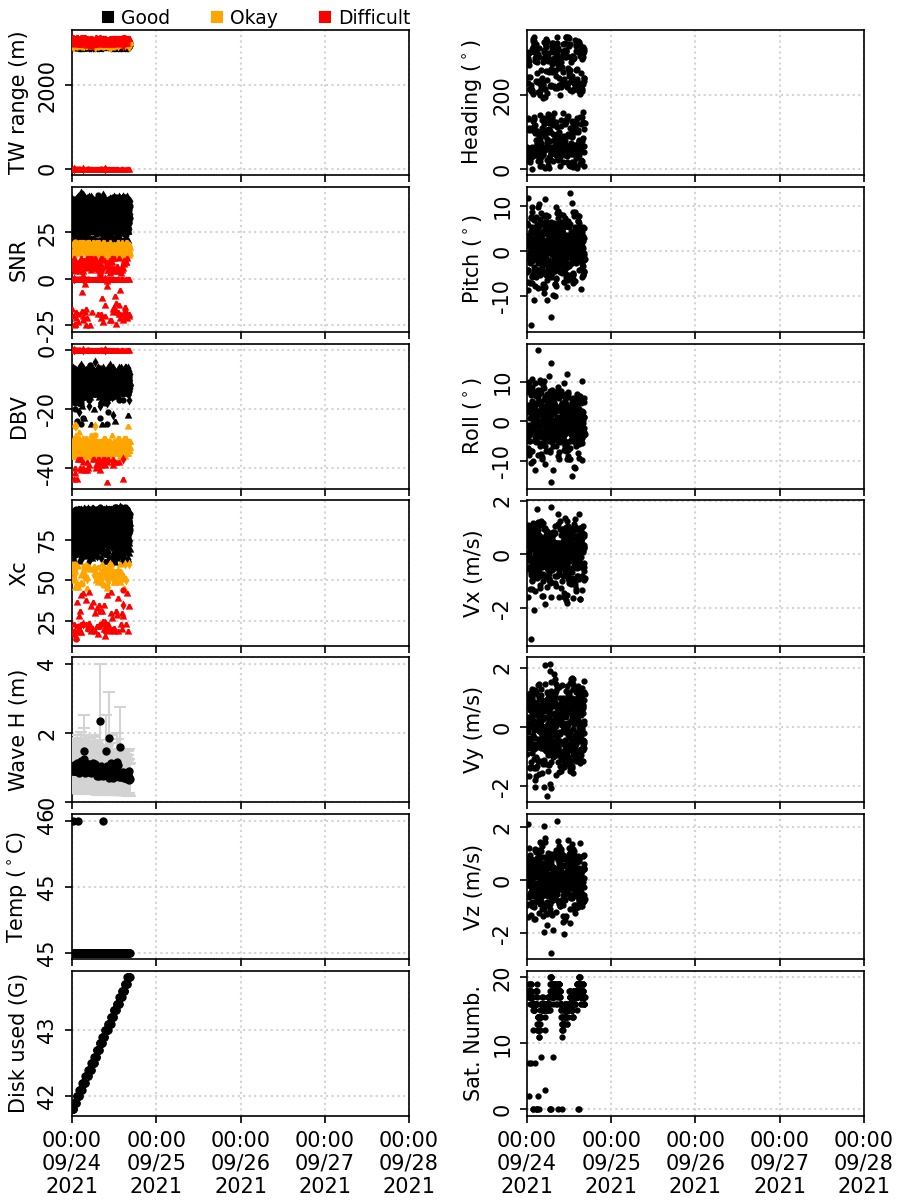 Good Okay Difficult
TW range (m)
2000
0
Heading (°)
200
0
SNR
25
0
-25
Pitch (°)
10
0
-10
DBV
0
-20
-40
Roll (°)
10
0
-10
Xc
75
50
25
Vx (m/s)
2
0
-2
Wave H (m)
4
2
0
Vy (m/s)
2
0
-2
Temp (°C)
46
45
45
Vz (m/s)
2
0
-2
Disk used (G)
43
42
Sat. Numb.
20
10
0
00:00 00:00 00:00 00:00 00:00
09/24 09/25 09/26 09/27 09/28
2021 2021 2021 2021 2021
00:00 00:00 00:00 00:00 00:00
09/24 09/25 09/26 09/27 09/28
2021 2021 2021 2021 2021